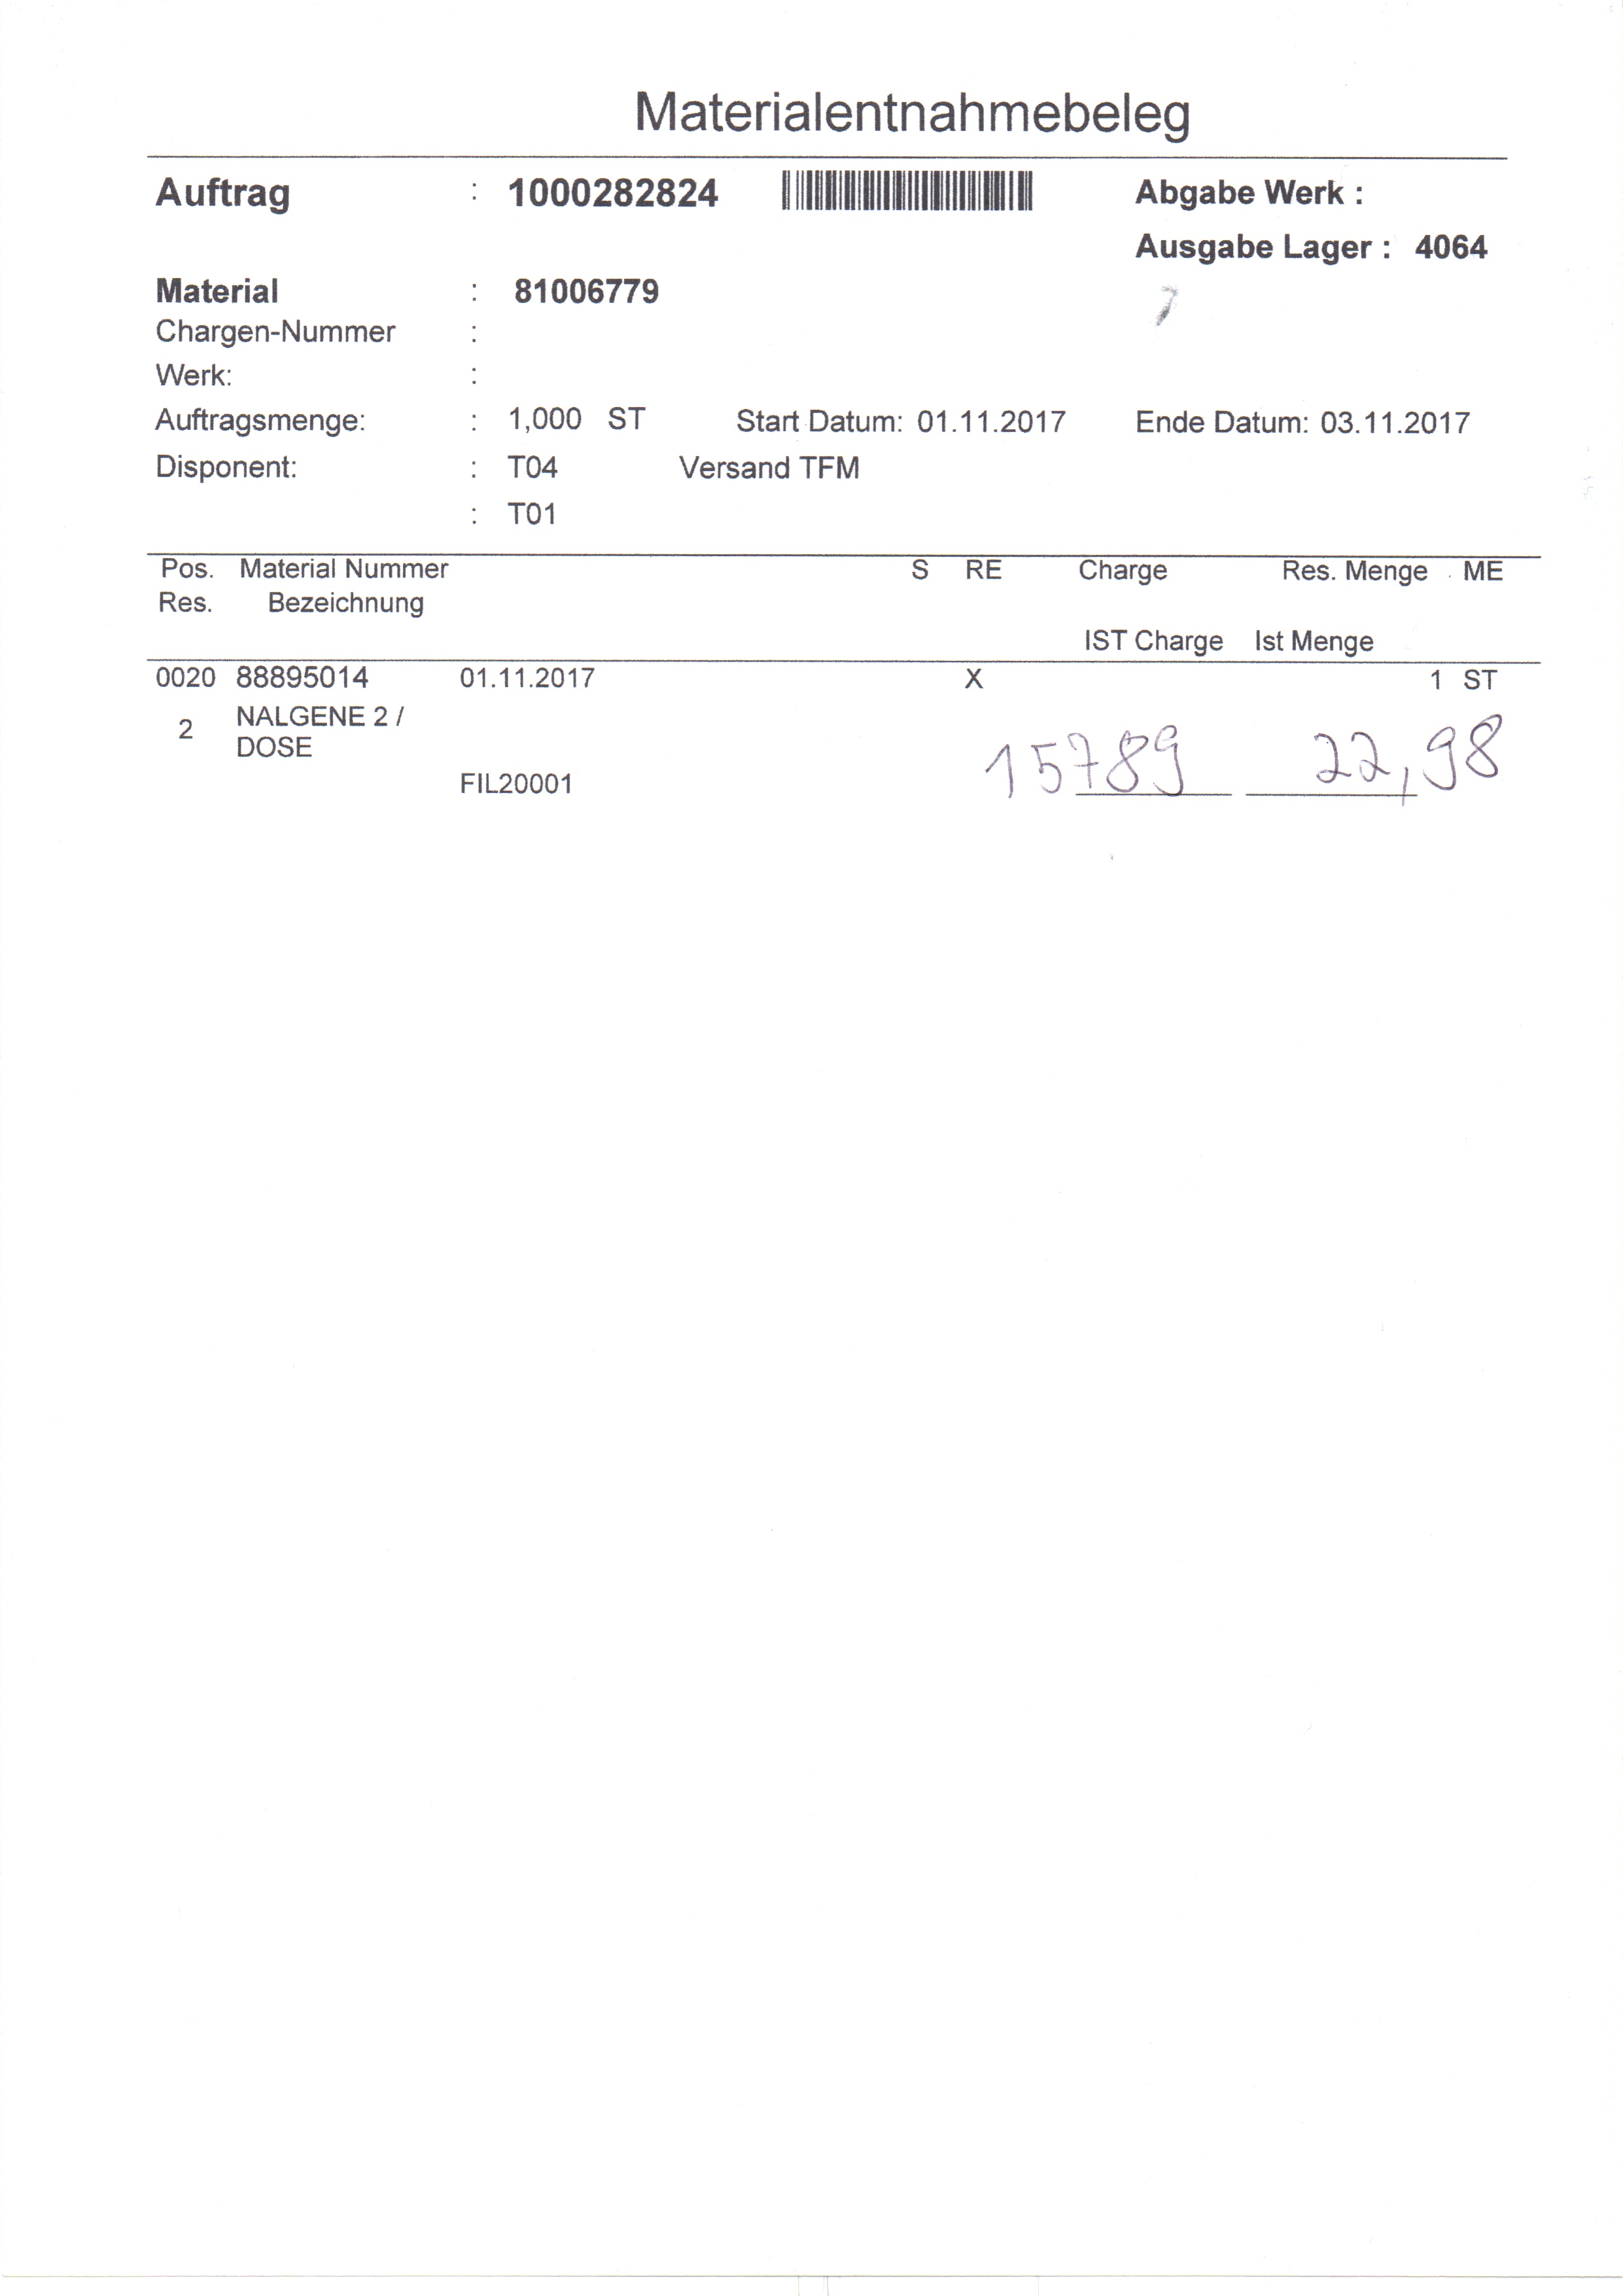 Materialentnahmebeleg
Auftrag : 1000282824 Abgabe Werk :
Ausgabe Lager : 4064
Material : 81006779
Chargen-Nummer :
Werk: :
Auftragsmenge: : 1,000 ST Start Datum: 01.11.2017 Ende Datum: 03.11.2017
Disponent: : T04 Versand TFM
: T01
Pos. Material Nummer S RE Charge Res. Menge ME
Res. Bezeichnung
IST Charge Ist Menge
0020 88895014 01.11.2017 X 1 ST
2 NALGENE 2 /
DOSE
15789 22,98
FIL20001